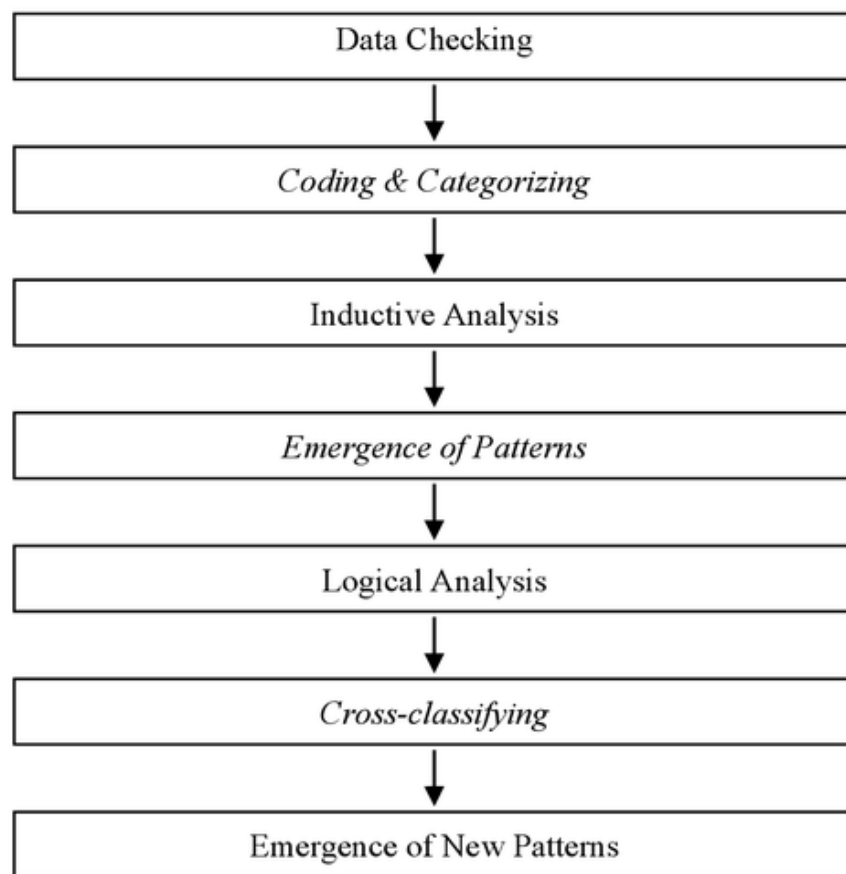 Data Checking
Coding & Categorizing
Inductive Analysis
Emergence of Patterns
Logical Analysis
Cross-classifying
Emergence of New Patterns